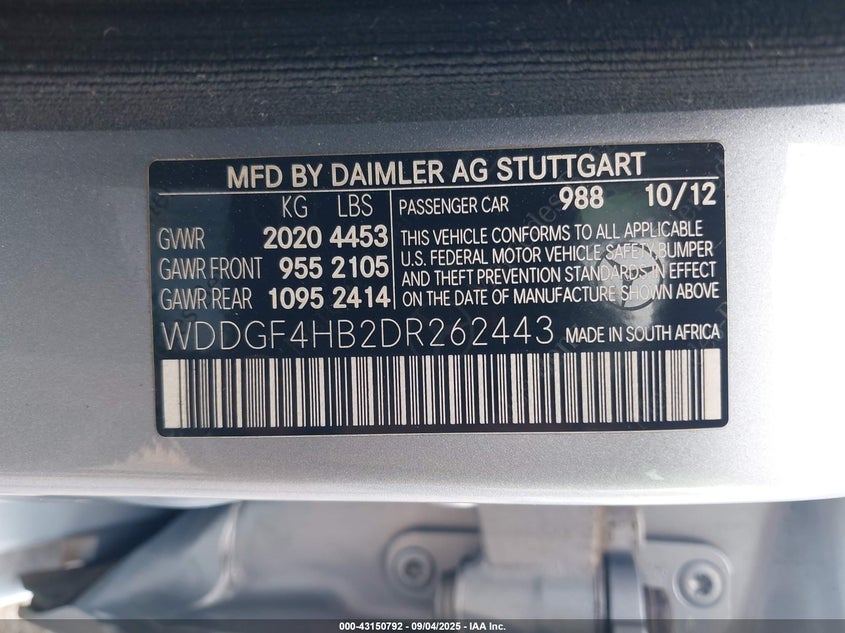 MFD BY DAIMLER AG STUTTGART
KG LBS PASSENGER CAR 988 10/12
GVWR 2020 4453 THIS VEHICLE CONFORMS TO ALL APPLICABLE
U.S. FEDERAL MOTOR VEHICLE SAFETY BUMPER
GAWR FRONT 955 2105 AND THEFT PREVENTION STANDARDS IN EFFECT
GAWR REAR 1095 2414 ON THE DATE OF MANUFACTURE SHOWN ABOVE
WDDGF4HB2DR262443 MADE IN SOUTH AFRICA
000-43150792 - 09/04/2025 - IAA Inc.